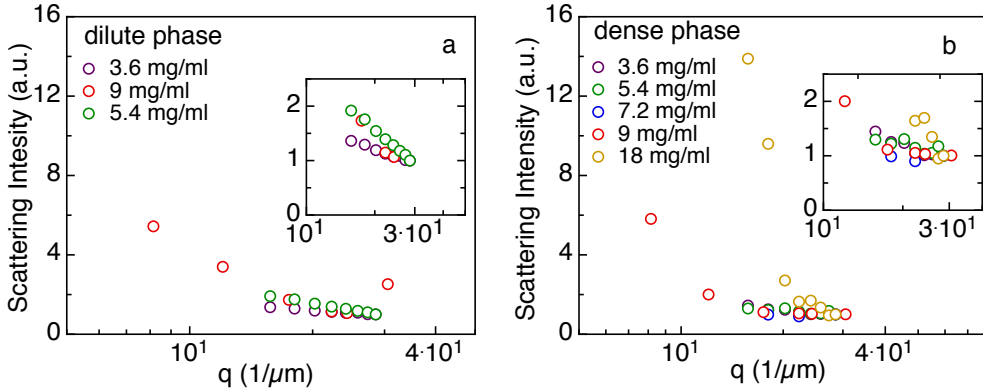 16
12
8
4
0
Scattering Intesity (a.u.)
dilute phase
3.6 mg/ml
9 mg/ml
5.4 mg/ml
a
2
1
0
10¹
3·10¹
10¹
4·10¹
q (1/µm)
16
12
8
4
0
Scattering Intensity (a.u.)
dense phase
3.6 mg/ml
5.4 mg/ml
7.2 mg/ml
9 mg/ml
18 mg/ml
b
2
1
0
10¹
3·10¹
10¹
4·10¹
q (1/µm)